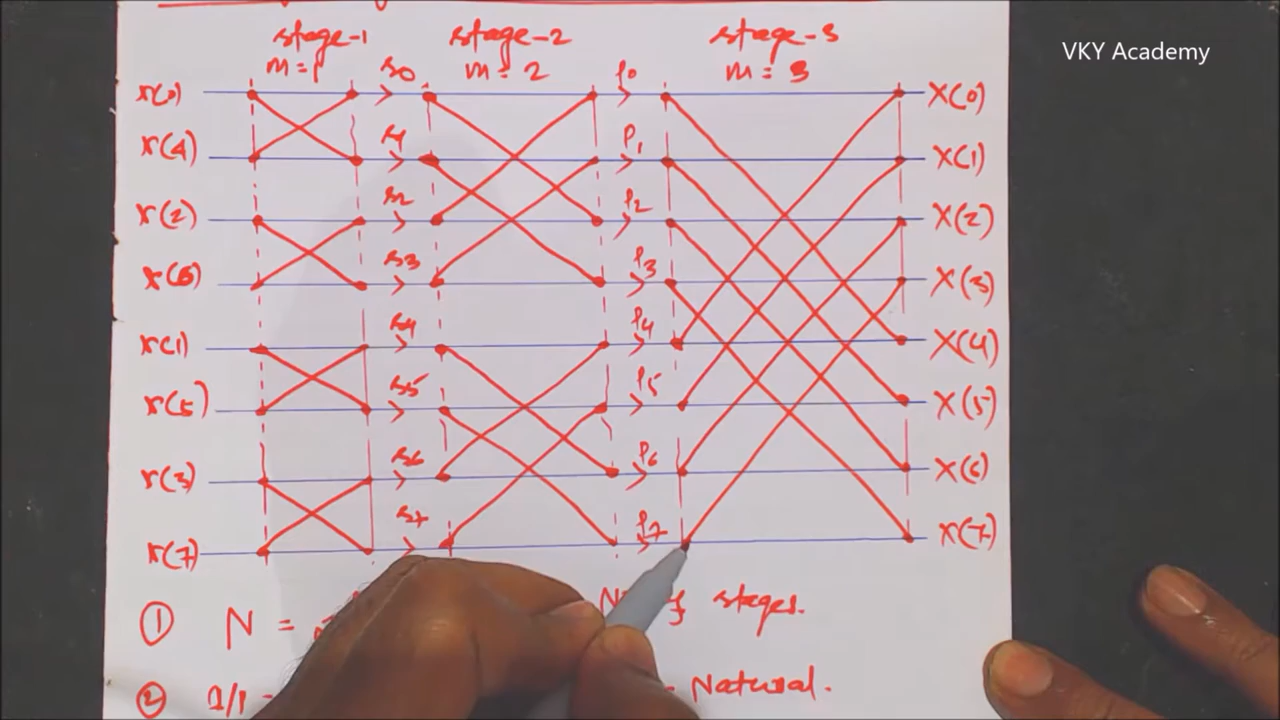 stage-1 stage-2 stage-3
m=1 m=2 m=3
VKY Academy
x(0) s0 p0 X(0)
x(4) s1 P1 X(1)
x(2) s2 p2 X(2)
x(6) s3 p3 X(3)
x(1) s4 p4 X(4)
x(5) s5 p5 X(5)
x(3) s6 p6 X(6)
x(7) s7 p7 X(7)
① N = stages.
② I/P - Natural.